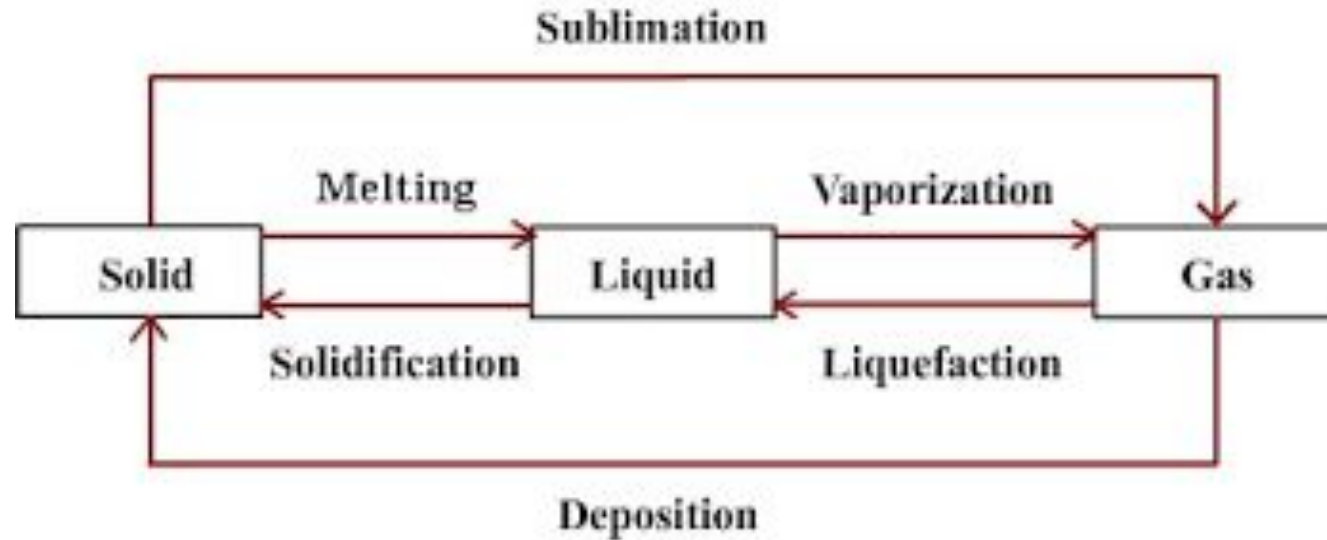 Sublimation
Melting
Vaporization
Solid
Liquid
Gas
Solidification
Liquefaction
Deposition